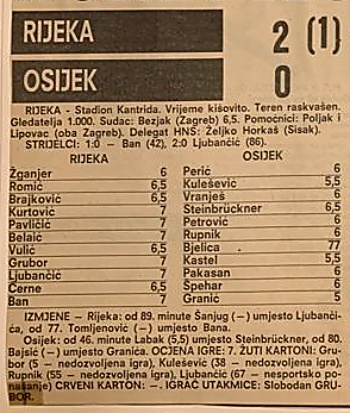 RIJEKA 2 (1)
OSIJEK 0
RIJEKA - Stadion Kantrida. Vrijeme kišovito. Teren raskvašen.
Gledatelja 1.000. Sudac: Bezjak (Zagreb) 6,5. Pomoćnici: Poljak i
Lipovac (oba Zagreb). Delegat HNS: Željko Horkaš (Sisak).
STRIJELCI: 1:0 — Ban (42), 2:0 Ljubančić (86).
RIJEKA OSIJEK
Žganjer 6 Perić 6
Romić 6,5 Kulešević 5,5
Brajković 6,5 Vranješ 6
Kurtović 7 Steinbrückner 6,5
Pavličić 7 Petrović 6
Belaić 7 Rupnik 6
Vulić 6,5 Bjelica 77
Grubor 7 Kastel 5,5
Ljubančić 7 Pakasan 6
Černe 6,5 Špehar 6
Ban 7 Granić 5
IZMJENE — Rijeka: od 89. minute Šanjug (—) umjesto Ljubanči-
ća, od 77. Tomljenović (—) umjesto Bana.
Osijek: od 46. minute Labak (5,5) umjesto Steinbrückner, od 80.
Bajsić (—) umjesto Granića. OCJENA IGRE: 7. ŽUTI KARTONI: Gru-
bor (5 — nedozvoljena igra), Kulešević (38 — nedozvoljena igra),
Rupnik (55 — nedozvoljena igra), Ljubančić (67 —nesportsko po-
našanje) CRVENI KARTON: —. IGRAČ UTAKMICE: Slobodan GRU-
BOR.